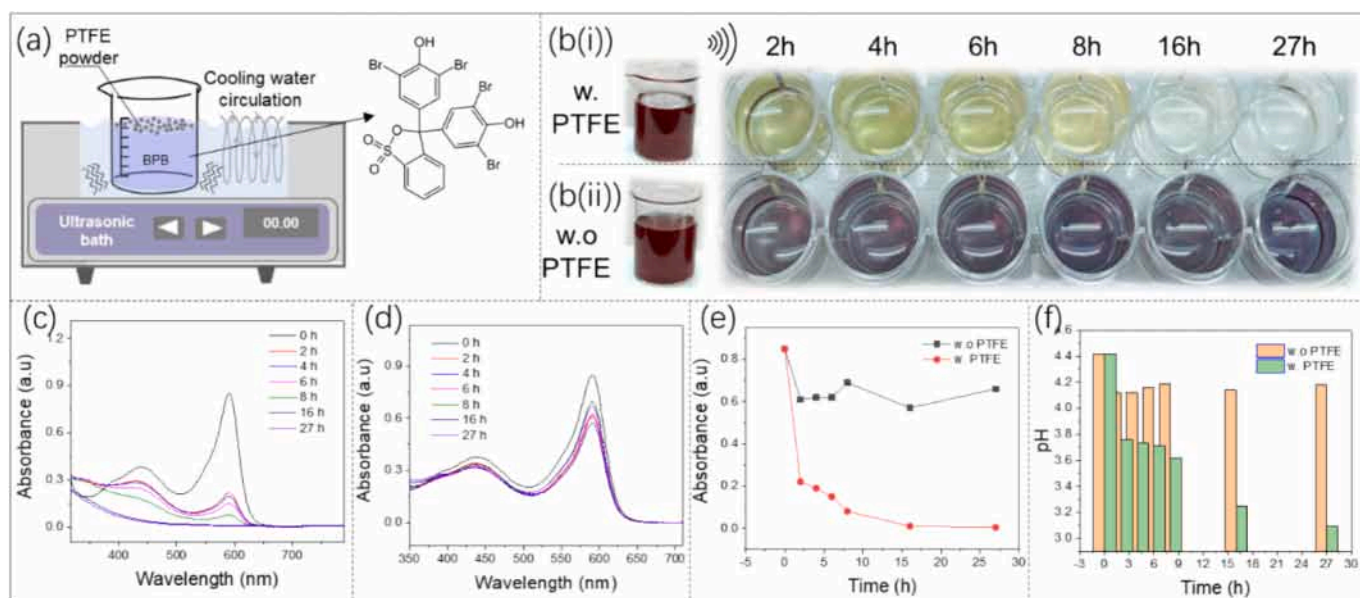 (a)
PTFE
powder
Cooling water
circulation
BPB
Ultrasonic
bath
00.00
OH
Br
Br
Br
OH
Br
O
S
O
O
(b(i))
w.
PTFE
2h 4h 6h 8h 16h 27h
(b(ii))
w.o
PTFE
(c)
Absorbance (a.u)
1.2
0.9
0.6
0.3
0.0
0 h
2 h
4 h
6 h
8 h
16 h
27 h
400 500 600 700
Wavelength (nm)
(d)
Absorbance (a.u)
1.2
0.9
0.6
0.3
0.0
0 h
2 h
4 h
6 h
8 h
16 h
27 h
350 400 450 500 550 600 650 700
Wavelength (nm)
(e)
Absorbance (a.u)
0.8
0.6
0.4
0.2
0.0
w.o PTFE
w. PTFE
-5 0 5 10 15 20 25 30
Time (h)
(f)
pH
4.6
4.4
4.2
4.0
3.8
3.6
3.4
3.2
3.0
w.o PTFE
w. PTFE
-3 0 3 6 9 12 15 18 21 24 27 30
Time (h)